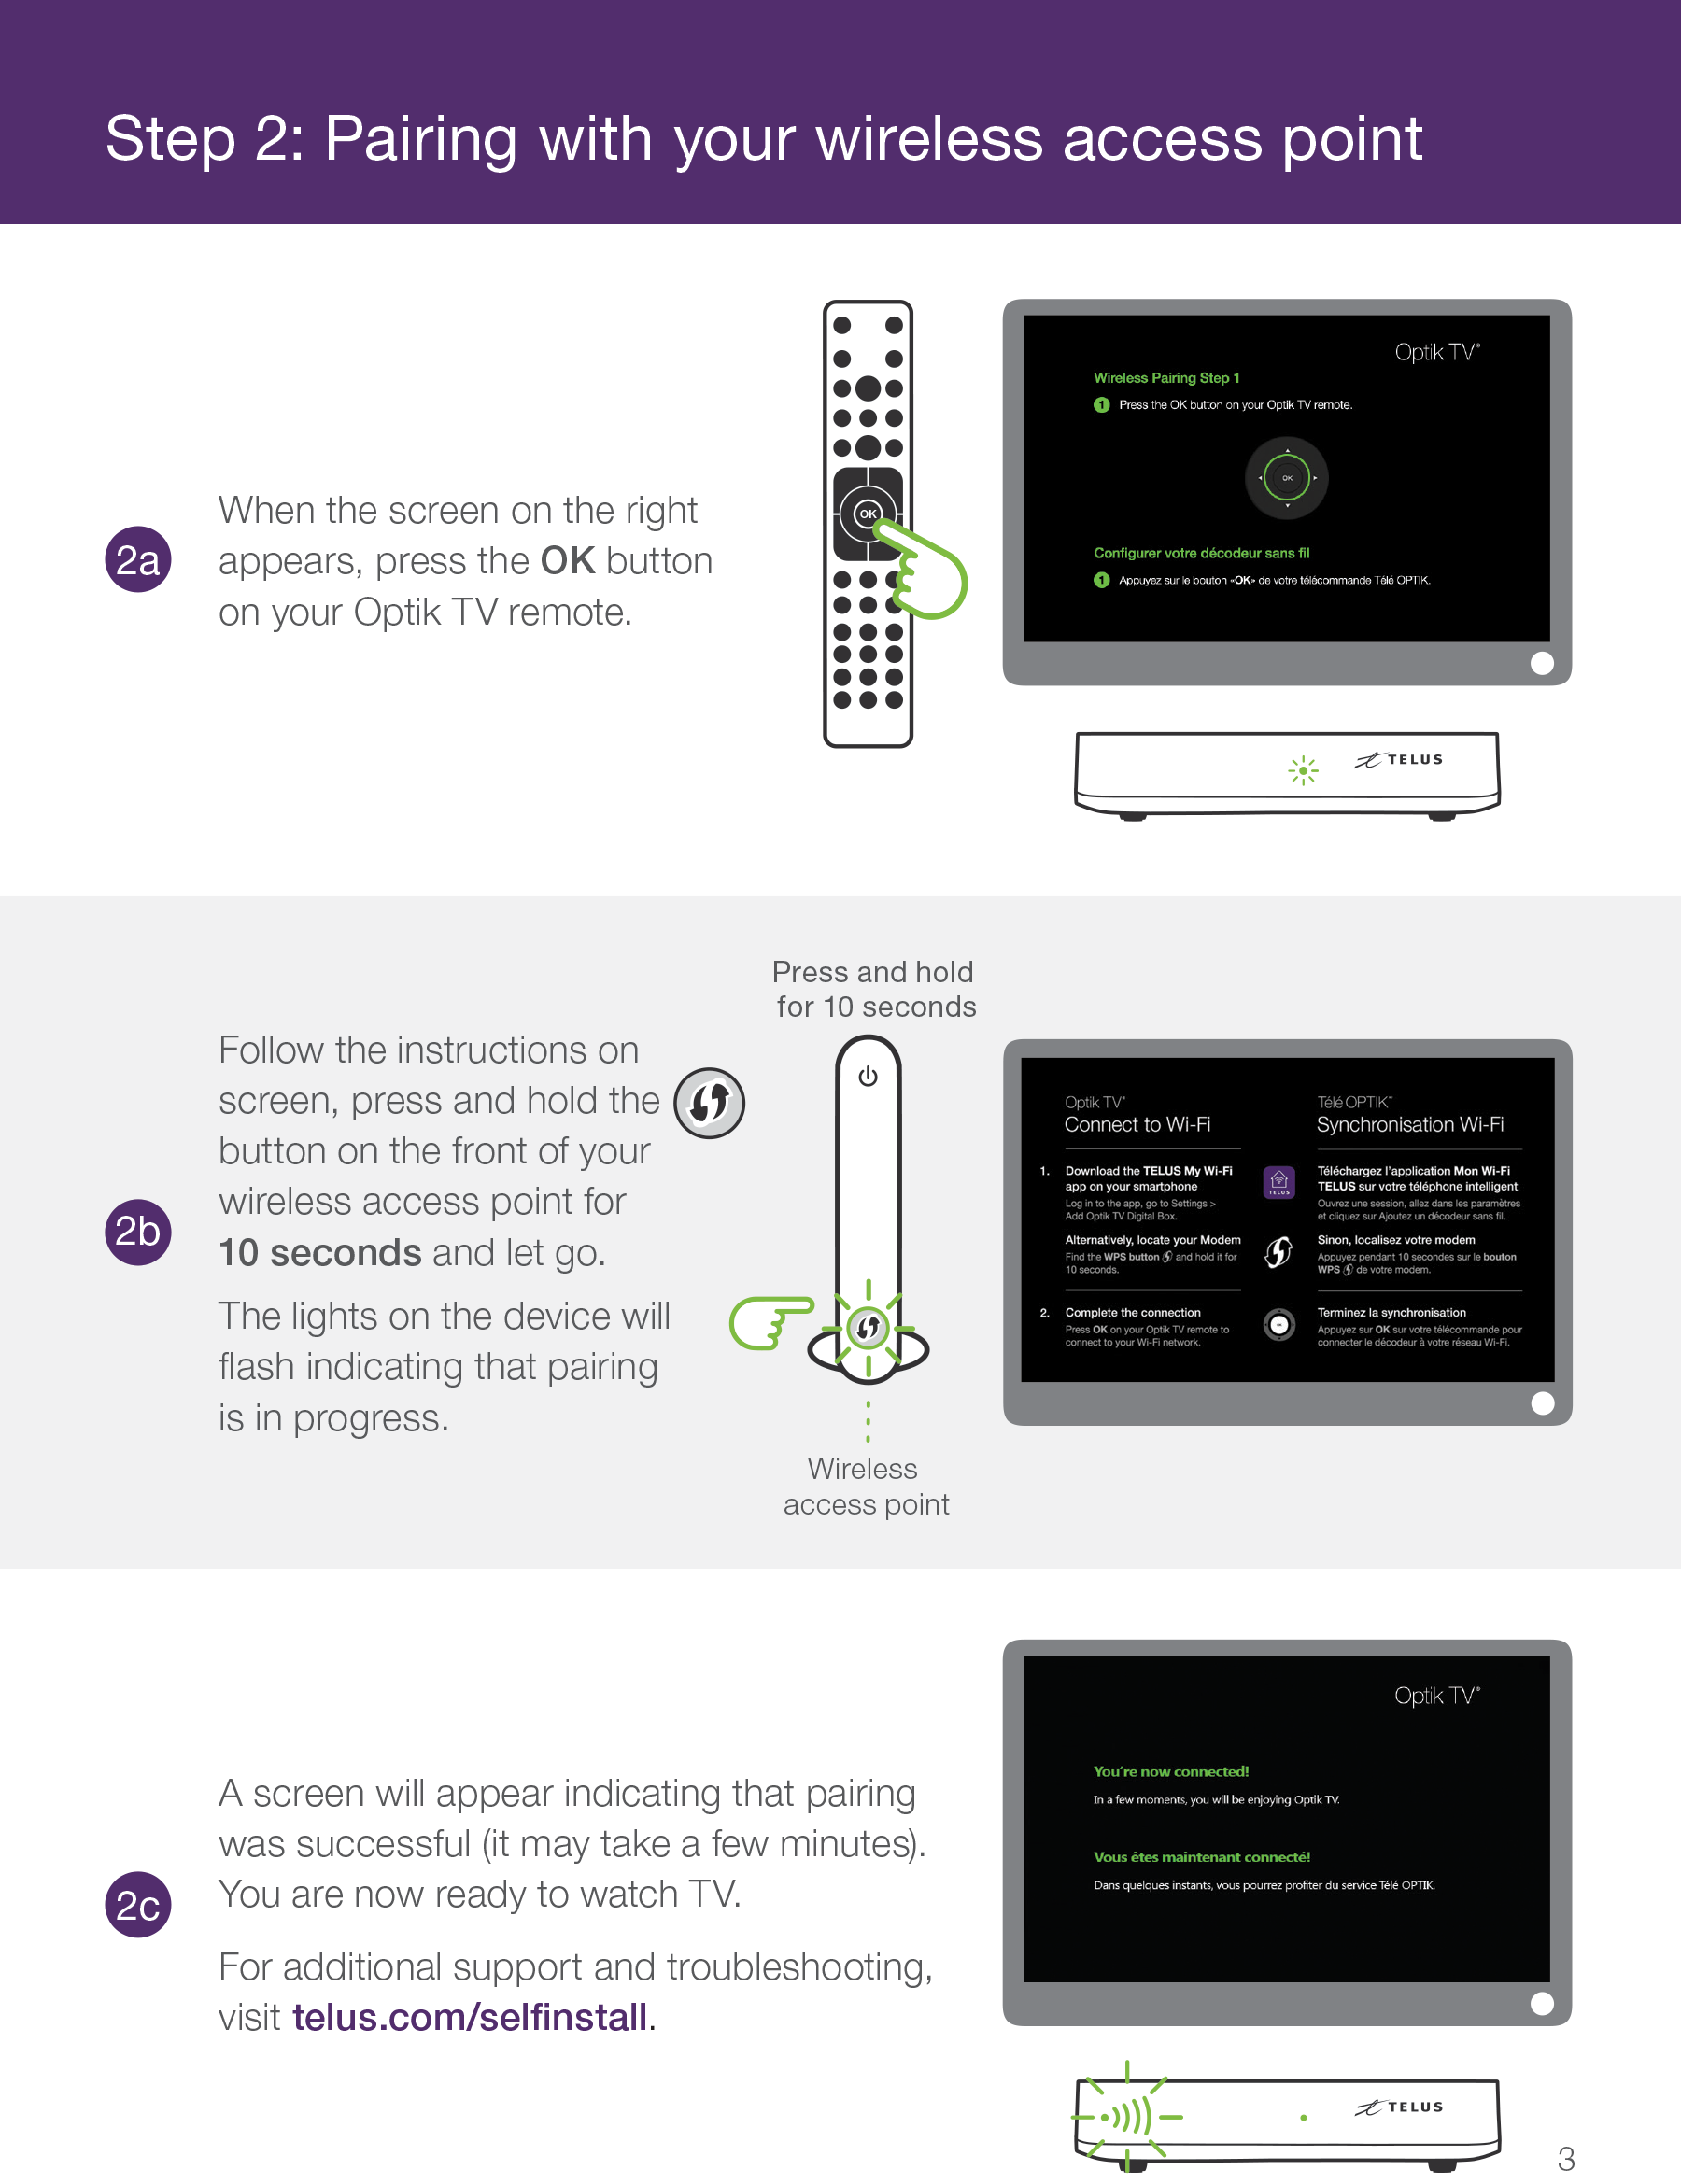 Step 2: Pairing with your wireless access point
2a
When the screen on the right
appears, press the OK button
on your Optik TV remote.
OK
Optik TV®
Wireless Pairing Step 1
1 Press the OK button on your Optik TV remote.
OK
Configurer votre décodeur sans fil
1 Appuyez sur le bouton «OK» de votre télécommande Télé OPTIK.
TELUS
2b
Follow the instructions on
screen, press and hold the
button on the front of your
wireless access point for
10 seconds and let go.
The lights on the device will
flash indicating that pairing
is in progress.
Press and hold
for 10 seconds
Wireless
access point
Optik TV®
Connect to Wi-Fi
1. Download the TELUS My Wi-Fi
app on your smartphone
Log in to the app, go to Settings >
Add Optik TV Digital Box.
Alternatively, locate your Modem
Find the WPS button and hold it for
10 seconds.
2. Complete the connection
Press OK on your Optik TV remote to
connect to your Wi-Fi network.
TELUS
OK
Télé OPTIK™
Synchronisation Wi-Fi
Téléchargez l'application Mon Wi-Fi
TELUS sur votre téléphone intelligent
Ouvrez une session, allez dans les paramètres
et cliquez sur Ajoutez un décodeur sans fil.
Sinon, localisez votre modem
Appuyez pendant 10 secondes sur le bouton
WPS de votre modem.
Terminez la synchronisation
Appuyez sur OK sur votre télécommande pour
connecter le décodeur à votre réseau Wi-Fi.
2c
A screen will appear indicating that pairing
was successful (it may take a few minutes).
You are now ready to watch TV.
For additional support and troubleshooting,
visit telus.com/selfinstall.
Optik TV®
You're now connected!
In a few moments, you will be enjoying Optik TV.
Vous êtes maintenant connecté!
Dans quelques instants, vous pourrez profiter du service Télé OPTIK.
TELUS
3